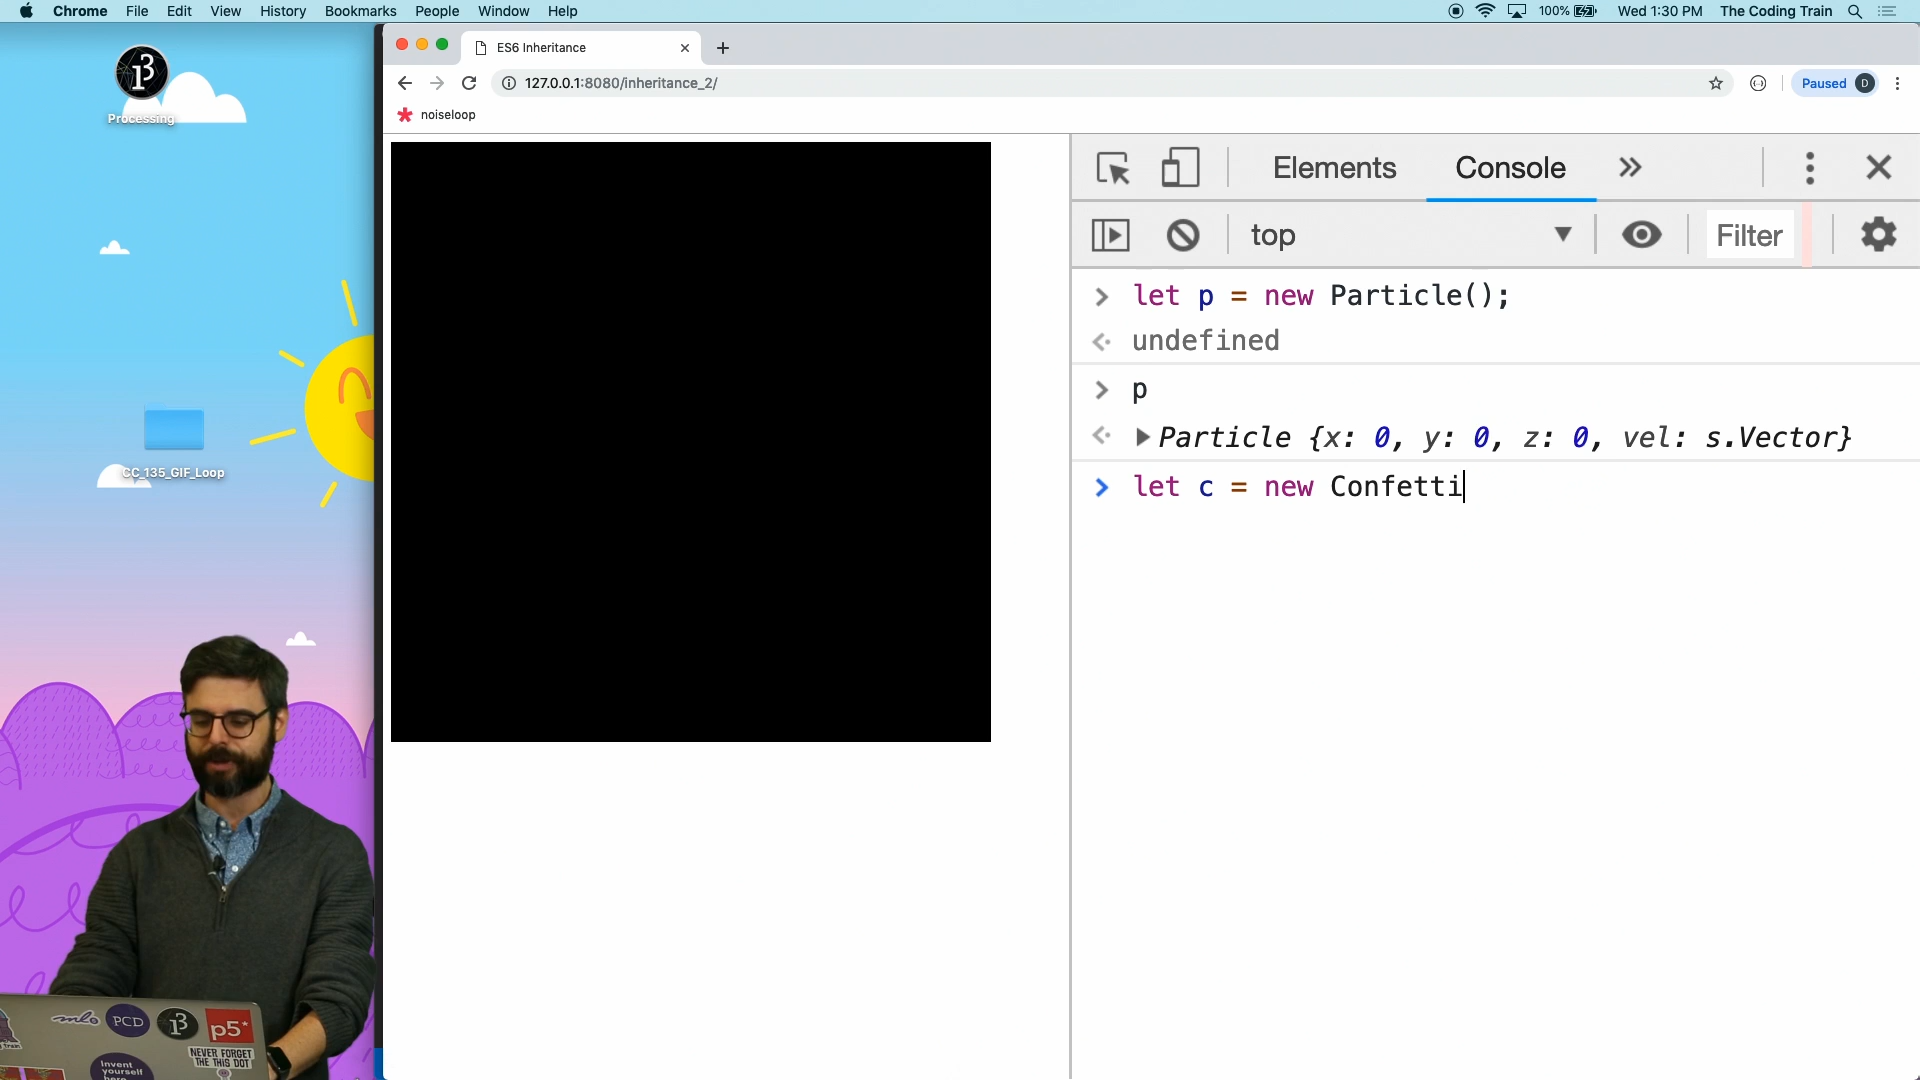 Chrome File Edit View History Bookmarks People Window Help 100% Wed 1:30 PM The Coding Train
ES6 Inheritance
127.0.0.1:8080/inheritance_2/ Paused D
noiseloop
Processing
Elements Console
top Filter
let p = new Particle();
undefined
p
Particle {x: 0, y: 0, z: 0, vel: s.Vector}
let c = new Confetti
CC_135_GIF_Loop
PCD
p5*
NEVER FORGET
THE THIS DOT
Invent
yourself